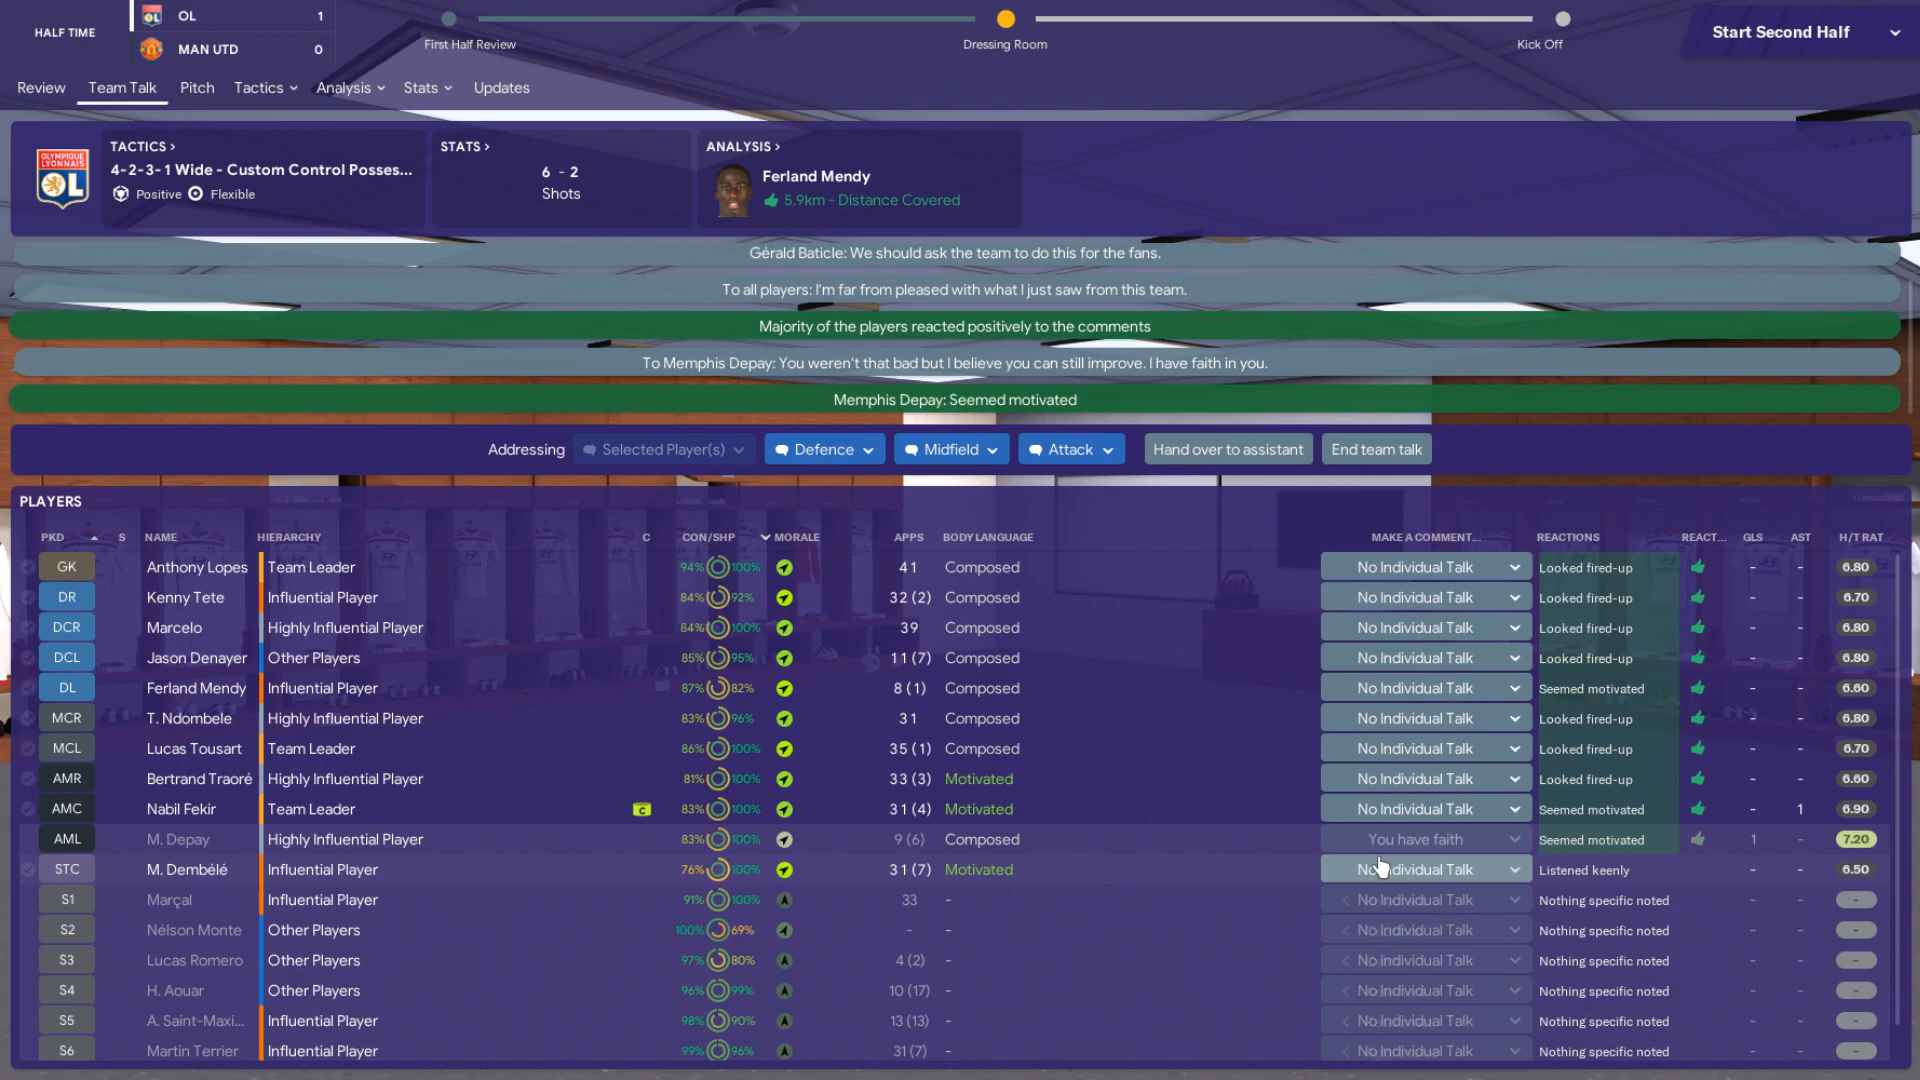 HALF TIME
OL 1
MAN UTD 0
First Half Review
Dressing Room
Kick Off
Start Second Half
Review Team Talk Pitch Tactics Analysis Stats Updates
OLYMPIQUE LYONNAIS
OL
TACTICS >
4-2-3-1 Wide - Custom Control Posses...
Positive Flexible
STATS >
6 - 2
Shots
ANALYSIS >
Ferland Mendy
5.9km - Distance Covered
Gérald Baticle: We should ask the team to do this for the fans.
To all players: I'm far from pleased with what I just saw from this team.
Majority of the players reacted positively to the comments
To Memphis Depay: You weren't that bad but I believe you can still improve. I have faith in you.
Memphis Depay: Seemed motivated
Addressing Selected Player(s) Defence Midfield Attack Hand over to assistant End team talk
PLAYERS
PKD S NAME HIERARCHY C CON/SHP MORALE APPS BODY LANGUAGE MAKE A COMMENT... REACTIONS REACT... GLS AST H/T RAT
GK Anthony Lopes Team Leader 94% 100% 41 Composed No Individual Talk Looked fired-up - - 6.80
DR Kenny Tete Influential Player 84% 92% 32 (2) Composed No Individual Talk Looked fired-up - - 6.70
DCR Marcelo Highly Influential Player 84% 100% 39 Composed No Individual Talk Looked fired-up - - 6.80
DCL Jason Denayer Other Players 85% 95% 11 (7) Composed No Individual Talk Looked fired-up - - 6.80
DL Ferland Mendy Influential Player 87% 82% 8 (1) Composed No Individual Talk Seemed motivated - - 6.60
MCR T. Ndombele Highly Influential Player 83% 96% 31 Composed No Individual Talk Looked fired-up - - 6.80
MCL Lucas Tousart Team Leader 86% 100% 35 (1) Composed No Individual Talk Looked fired-up - - 6.70
AMR Bertrand Traoré Highly Influential Player 81% 100% 33 (3) Motivated No Individual Talk Looked fired-up - - 6.60
AMC Nabil Fekir Team Leader C 83% 100% 31 (4) Motivated No Individual Talk Seemed motivated - 1 6.90
AML M. Depay Highly Influential Player 83% 100% 9 (6) Composed You have faith Seemed motivated 1 - 7.20
STC M. Dembélé Influential Player 76% 100% 31 (7) Motivated No Individual Talk Listened keenly - - 6.50
S1 Marçal Influential Player 91% 100% 33 - No Individual Talk Nothing specific noted - - -
S2 Nélson Monte Other Players 100% 69% - - No Individual Talk Nothing specific noted - - -
S3 Lucas Romero Other Players 97% 80% 4 (2) - No Individual Talk Nothing specific noted - - -
S4 H. Aouar Other Players 96% 99% 10 (17) - No Individual Talk Nothing specific noted - - -
S5 A. Saint-Maxi... Influential Player 98% 90% 13 (13) - No Individual Talk Nothing specific noted - - -
S6 Martin Terrier Influential Player 99% 96% 31 (7) - No Individual Talk Nothing specific noted - - -